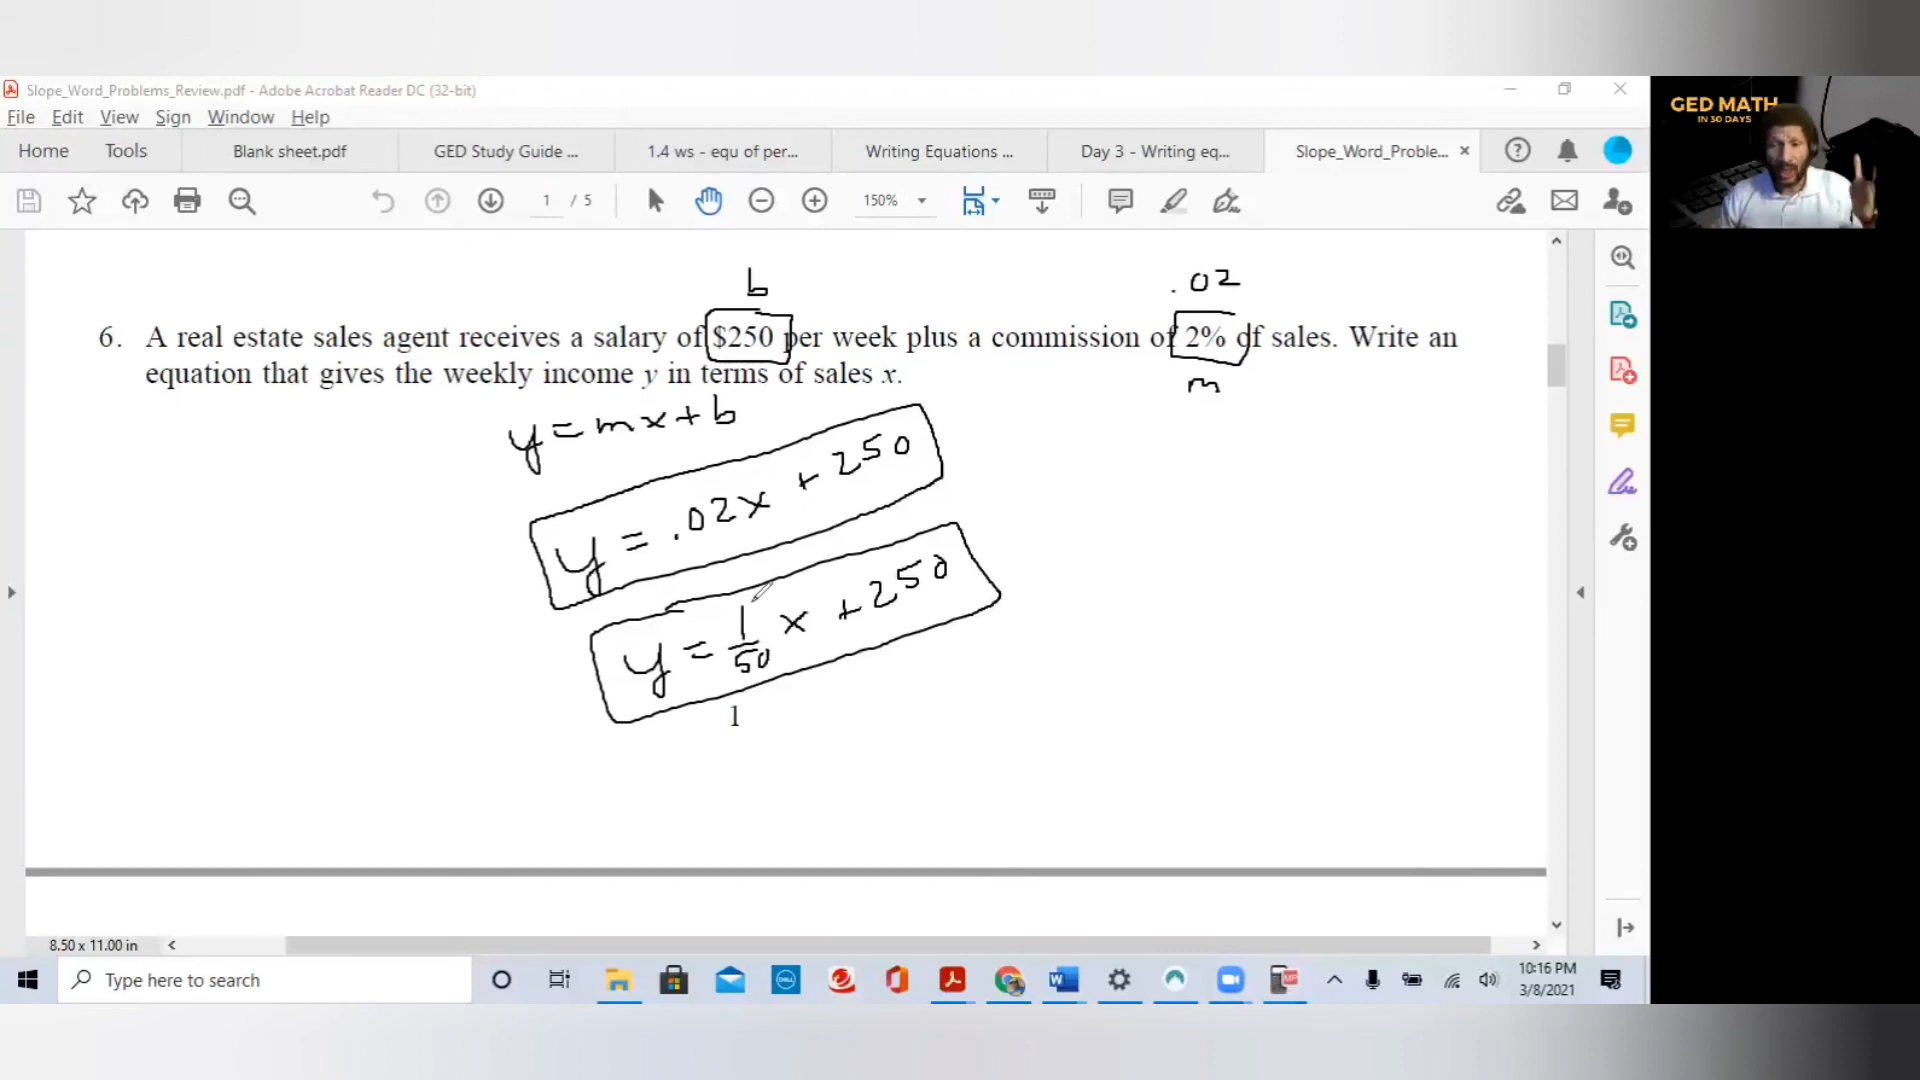 Slope_Word_Problems_Review.pdf - Adobe Acrobat Reader DC (32-bit)
File Edit View Sign Window Help
Home Tools Blank sheet.pdf GED Study Guide ... 1.4 ws - equ of per... Writing Equations ... Day 3 - Writing eq... Slope_Word_Proble...
1 / 5 150%
GED MATH
IN 30 DAYS
b .02
6. A real estate sales agent receives a salary of $250 per week plus a commission of 2% of sales. Write an
equation that gives the weekly income y in terms of sales x.
m
y = mx + b
y = .02x + 250
y = 1/50 x + 250
1
8.50 x 11.00 in
Type here to search
DELL
10:16 PM
3/8/2021